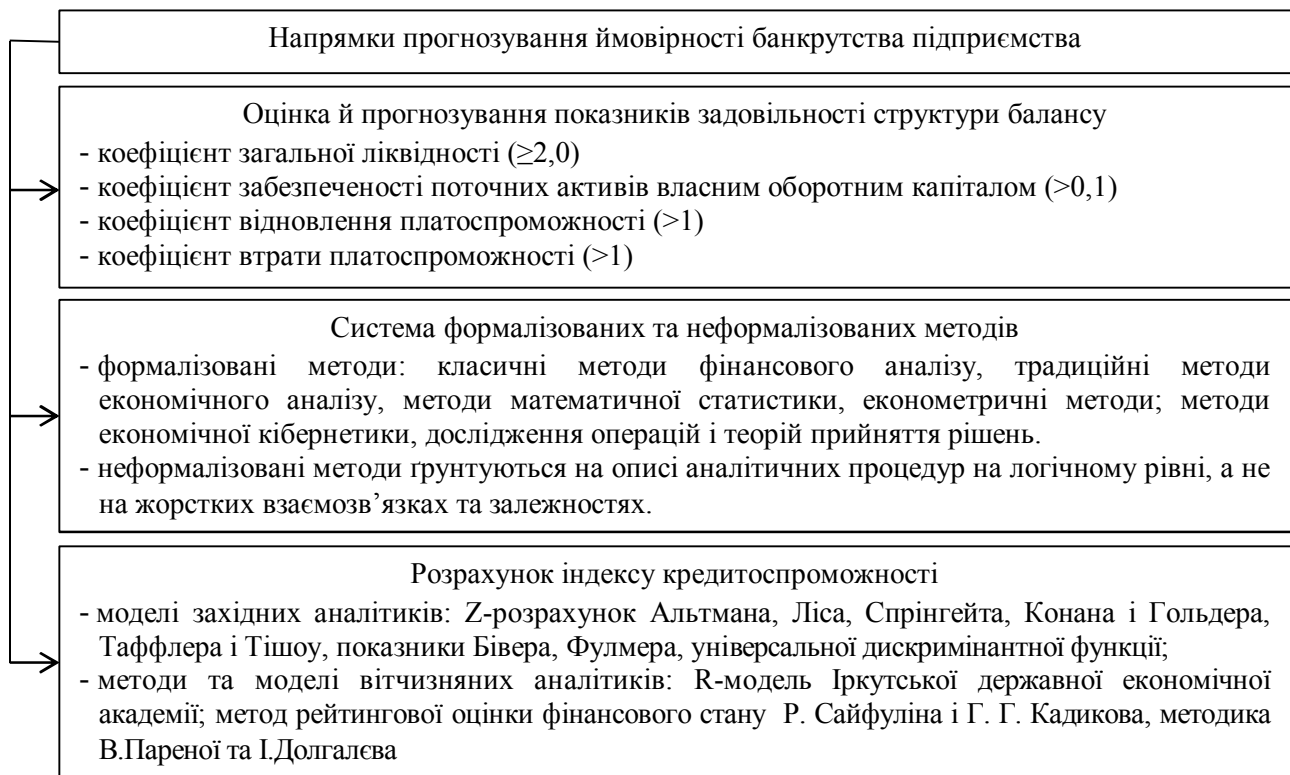 Напрямки прогнозування ймовірності банкрутства підприємства
Оцінка й прогнозування показників задовільності структури балансу
- коефіцієнт загальної ліквідності (≥2,0)
- коефіцієнт забезпеченості поточних активів власним оборотним капіталом (>0,1)
- коефіцієнт відновлення платоспроможності (>1)
- коефіцієнт втрати платоспроможності (>1)
Система формалізованих та неформалізованих методів
- формалізовані методи: класичні методи фінансового аналізу, традиційні методи
економічного аналізу, методи математичної статистики, економетричні методи; методи
економічної кібернетики, дослідження операцій і теорій прийняття рішень.
- неформалізовані методи ґрунтуються на описі аналітичних процедур на логічному рівні, а не
на жорстких взаємозв’язках та залежностях.
Розрахунок індексу кредитоспроможності
- моделі західних аналітиків: Z-розрахунок Альтмана, Ліса, Спрінгейта, Конана і Гольдера,
Таффлера і Тішоу, показники Бівера, Фулмера, універсальної дискримінантної функції;
- методи та моделі вітчизняних аналітиків: R-модель Іркутської державної економічної
академії; метод рейтингової оцінки фінансового стану Р. Сайфуліна і Г. Г. Кадикова, методика
В.Пареної та І.Долгалєва